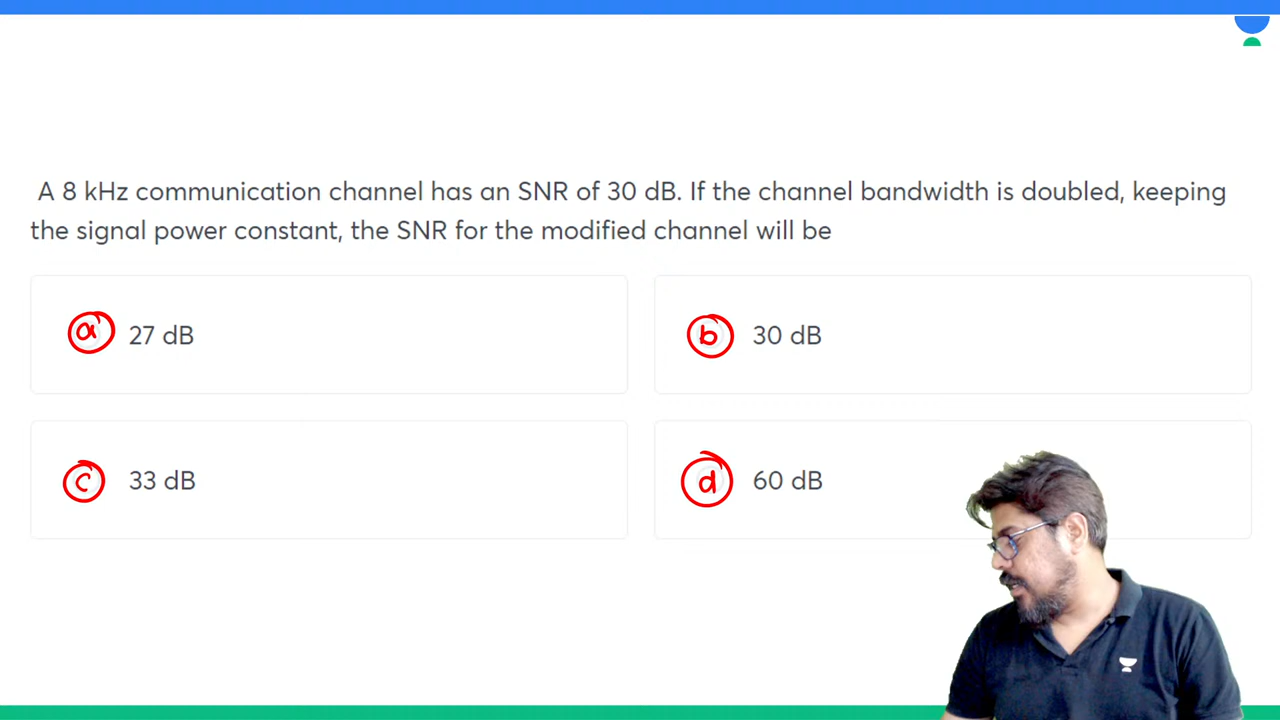 A 8 kHz communication channel has an SNR of 30 dB. If the channel bandwidth is doubled, keeping
the signal power constant, the SNR for the modified channel will be
a 27 dB
b 30 dB
c 33 dB
d 60 dB